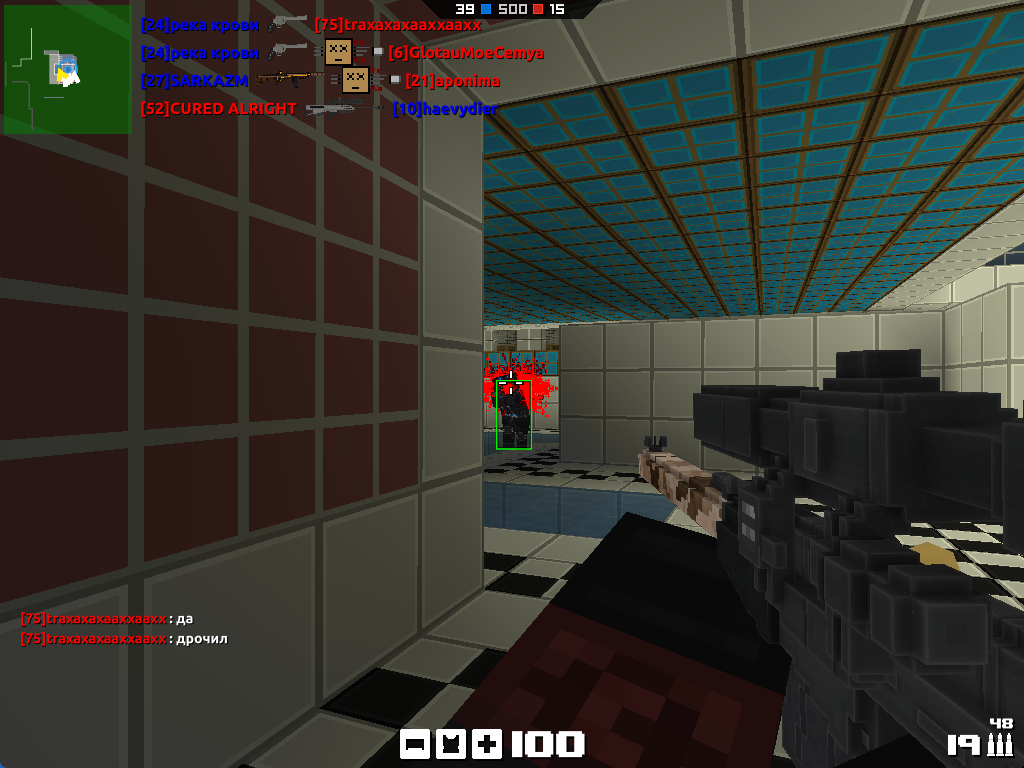 39 500 15
[24]река крови [75]traxaxaxaaxxaaxx
[24]река крови [6]GlotauMoeCemya
[27]SARKAZM [21]aponima
[52]CURED ALRIGHT [10]haevydier
[75]traxaxaxaaxxaaxx: да
[75]traxaxaxaaxxaaxx: дрочил
100
48
19